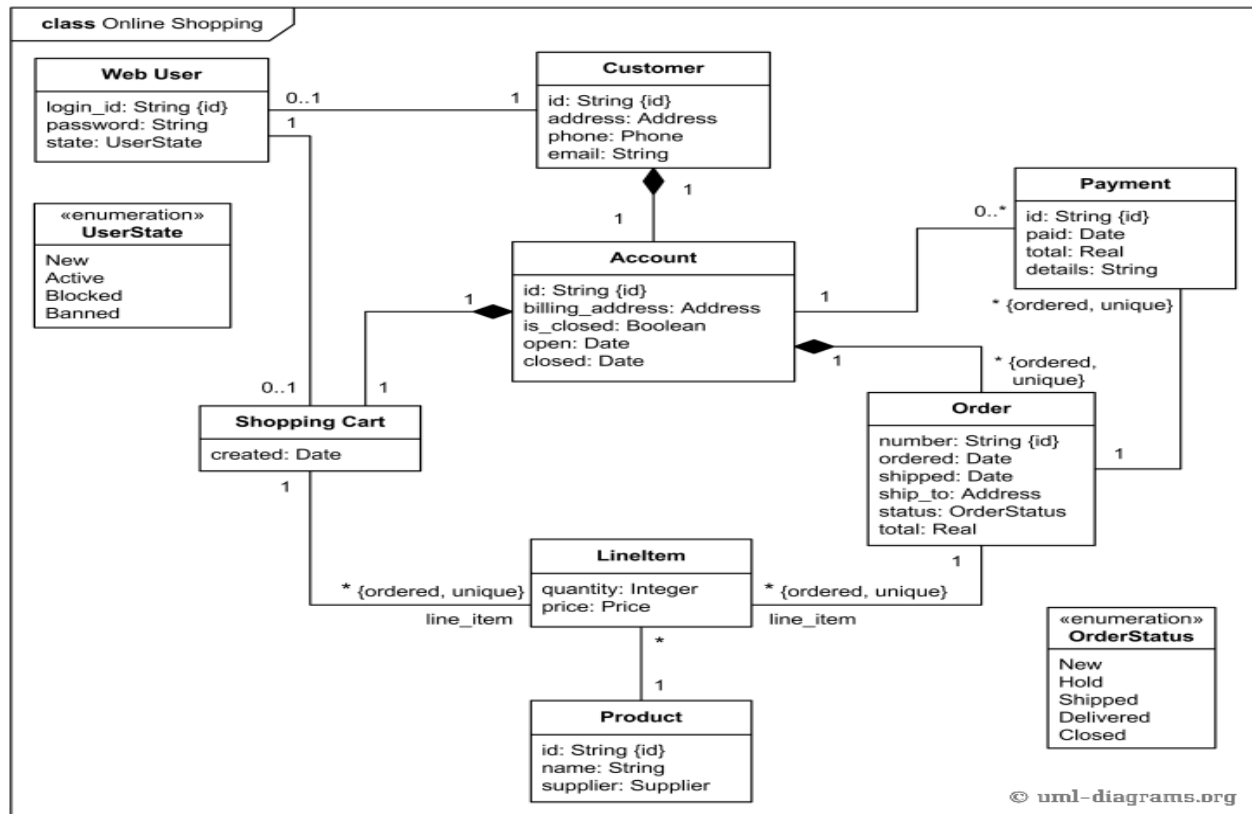 class Online Shopping
Web User
login_id: String {id}
password: String
state: UserState
0..1
1
1
Customer
id: String {id}
address: Address
phone: Phone
email: String
1
1
«enumeration»
UserState
New
Active
Blocked
Banned
Payment
id: String {id}
paid: Date
total: Real
details: String
0..*
1
* {ordered, unique}
Account
id: String {id}
billing_address: Address
is_closed: Boolean
open: Date
closed: Date
1
1
* {ordered,
unique}
0..1
1
Shopping Cart
created: Date
1
Order
number: String {id}
ordered: Date
shipped: Date
ship_to: Address
status: OrderStatus
total: Real
1
1
LineItem
quantity: Integer
price: Price
* {ordered, unique}
line_item
* {ordered, unique}
line_item
*
1
Product
id: String {id}
name: String
supplier: Supplier
«enumeration»
OrderStatus
New
Hold
Shipped
Delivered
Closed
© uml-diagrams.org